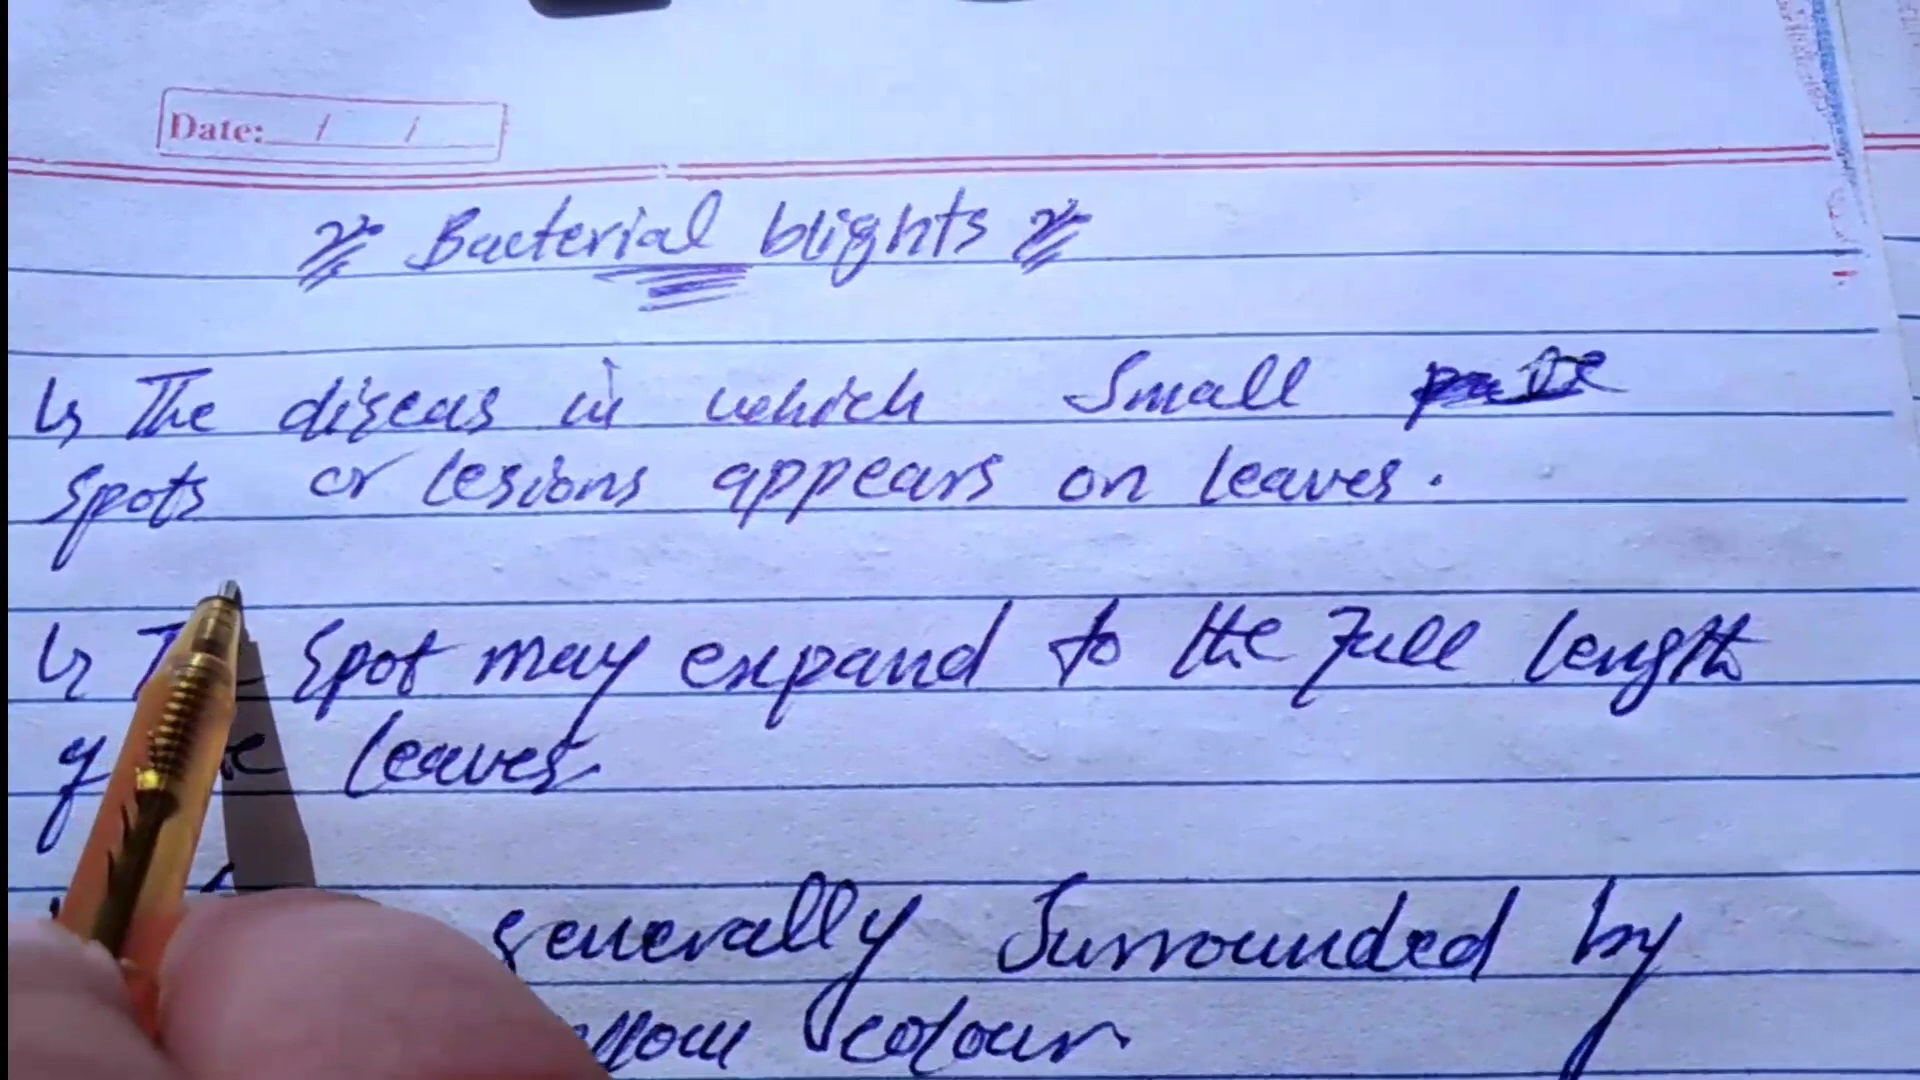 Date: / /
Bacterial blights
The diseas in which Small
spots or lesions appears on leaves.
Spot may expand to the full length
leaves
generally Surrounded by
colour